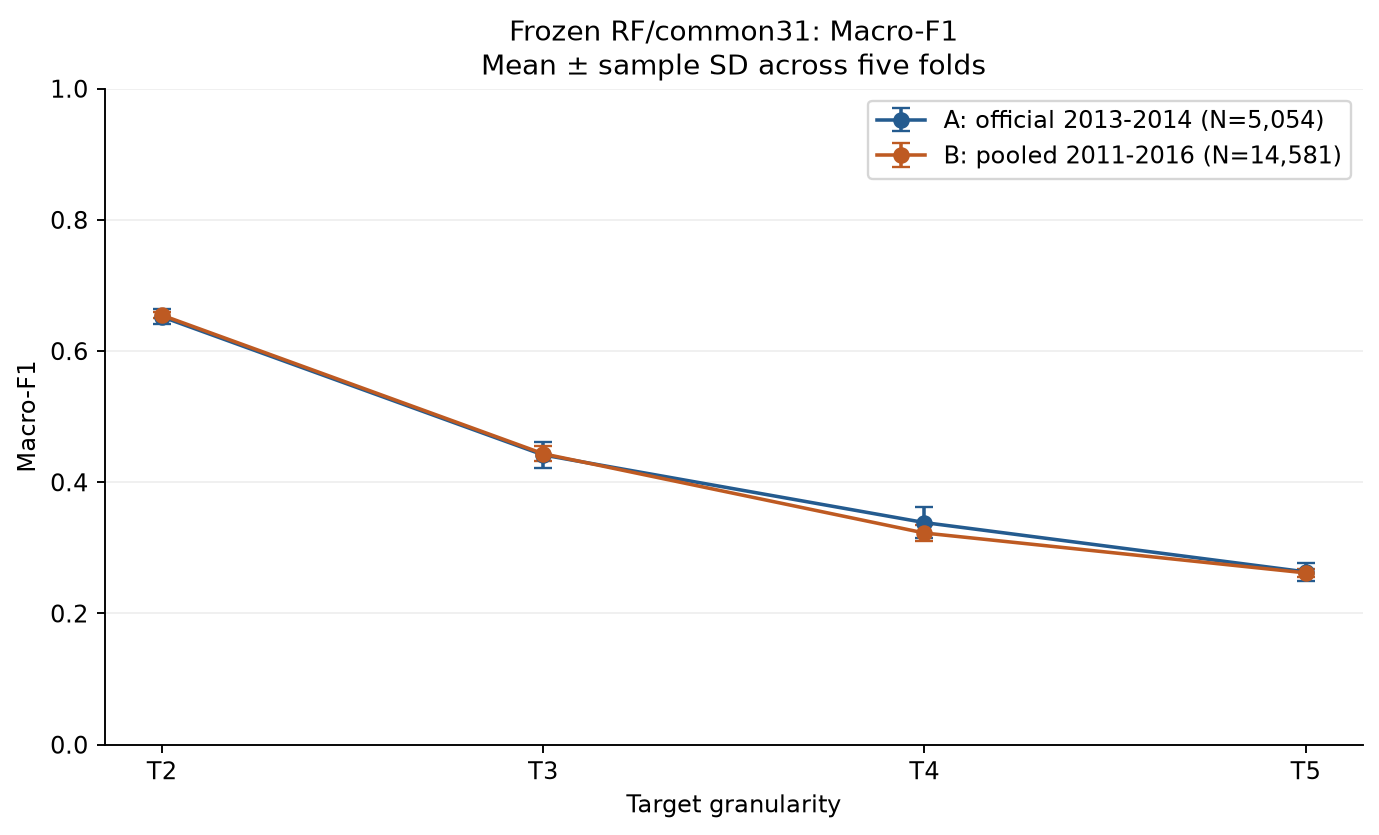 Frozen RF/common31: Macro-F1
Mean ± sample SD across five folds
A: official 2013-2014 (N=5,054)
B: pooled 2011-2016 (N=14,581)
1.0
0.8
0.6
0.4
0.2
0.0
Macro-F1
T2
T3
T4
T5
Target granularity